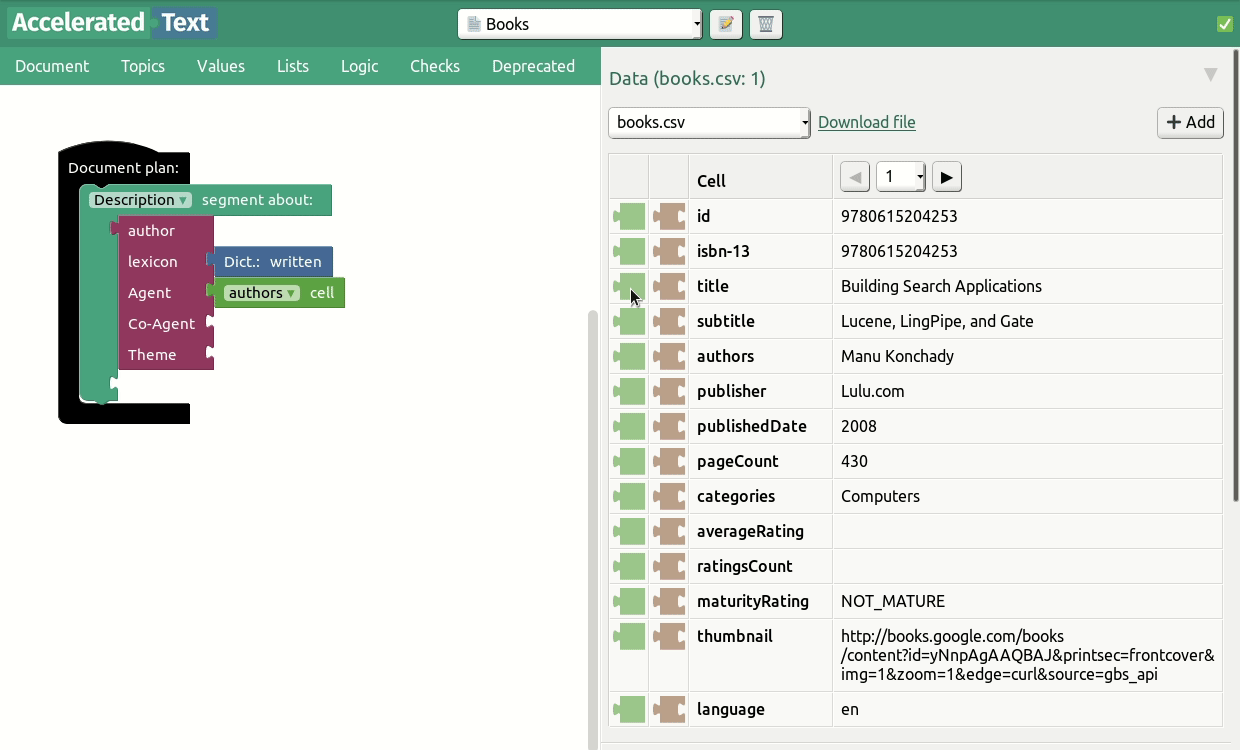 Accelerated Text
Books
Document Topics Values Lists Logic Checks Deprecated
Document plan:
Description ▾ segment about:
author
lexicon Dict.: written
Agent authors ▾ cell
Co-Agent
Theme
Data (books.csv: 1)
books.csv Download file + Add
Cell 1
id 9780615204253
isbn-13 9780615204253
title Building Search Applications
subtitle Lucene, LingPipe, and Gate
authors Manu Konchady
publisher Lulu.com
publishedDate 2008
pageCount 430
categories Computers
averageRating
ratingsCount
maturityRating NOT_MATURE
thumbnail http://books.google.com/books
/content?id=yNnpAgAAQBAJ&printsec=frontcover&
img=1&zoom=1&edge=curl&source=gbs_api
language en